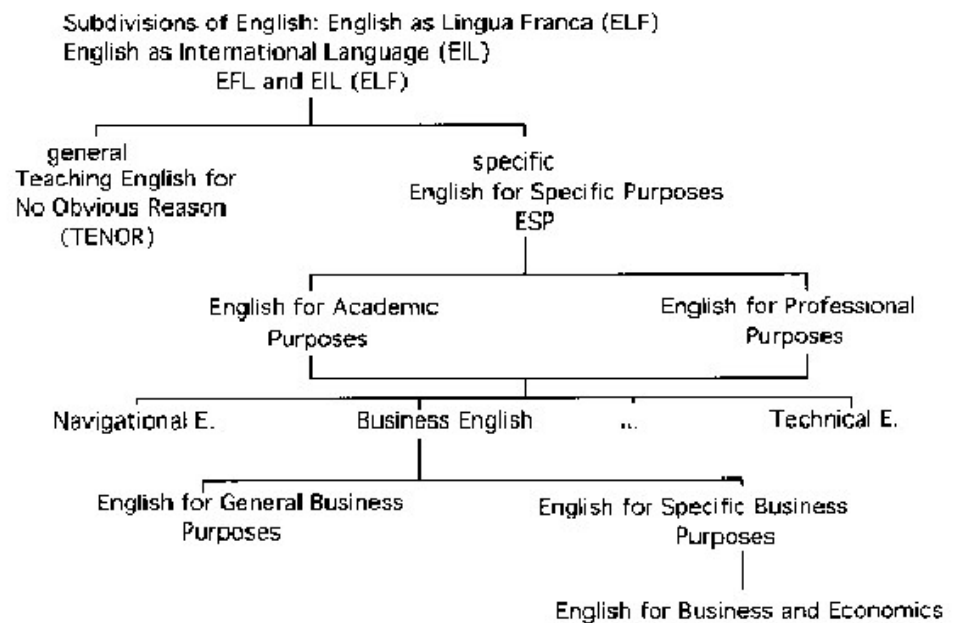 Subdivisions of English: English as Lingua Franca (ELF)
English as International Language (EIL)
EFL and EIL (ELF)
general
Teaching English for
No Obvious Reason
(TENOR)
specific
English for Specific Purposes
ESP
English for Academic
Purposes
English for Professional
Purposes
Navigational E.
Business English
...
Technical E.
English for General Business
Purposes
English for Specific Business
Purposes
English for Business and Economics